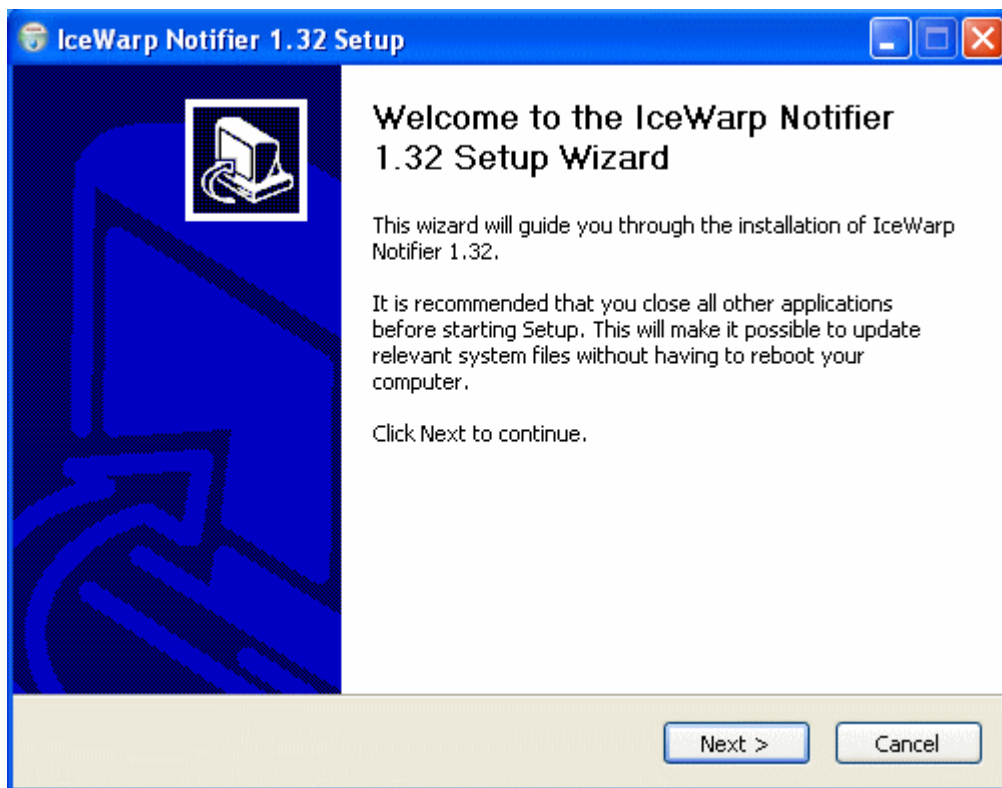 IceWarp Notifier 1.32 Setup
Welcome to the IceWarp Notifier
1.32 Setup Wizard
This wizard will guide you through the installation of IceWarp
Notifier 1.32.
It is recommended that you close all other applications
before starting Setup. This will make it possible to update
relevant system files without having to reboot your
computer.
Click Next to continue.
Next >
Cancel